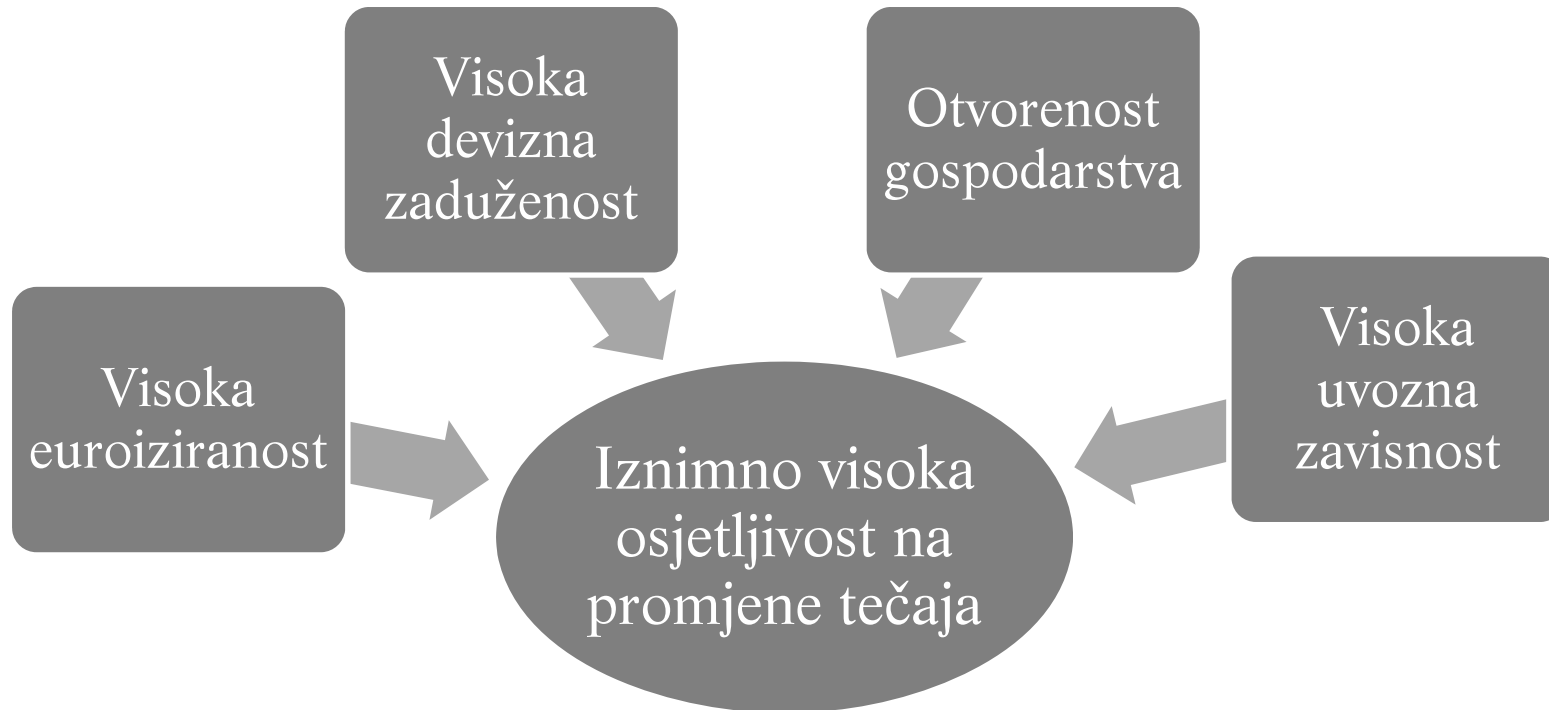 Visoka
devizna
zaduženost
Otvorenost
gospodarstva
Visoka
euroiziranost
Visoka
uvozna
zavisnost
Iznimno visoka
osjetljivost na
promjene tečaja